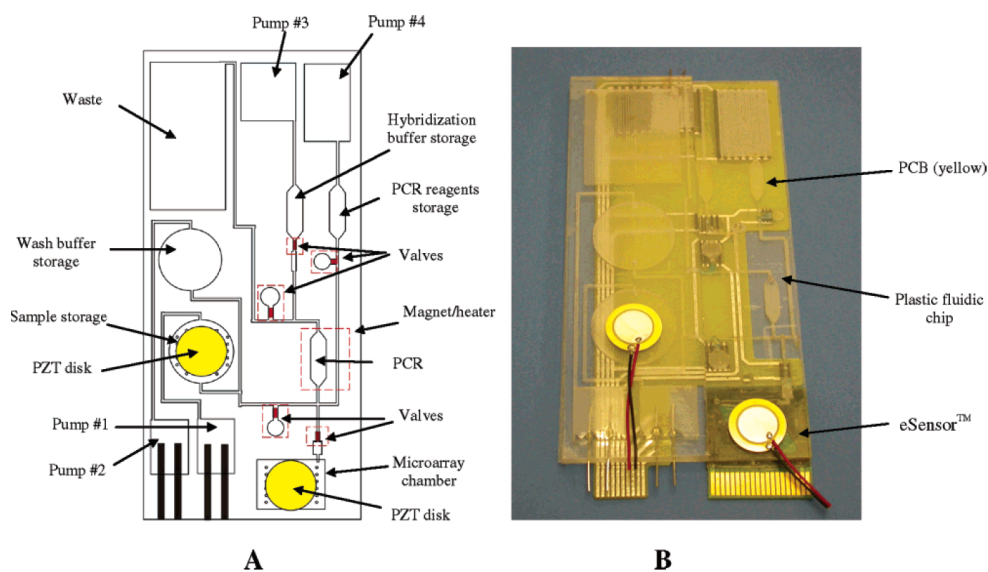 Pump #3
Pump #4
Waste
Hybridization
buffer storage
PCR reagents
storage
Wash buffer
storage
Valves
Sample storage
Magnet/heater
PZT disk
PCR
Pump #1
Valves
Pump #2
Microarray
chamber
PZT disk
A
PCB (yellow)
Plastic fluidic
chip
eSensor™
B